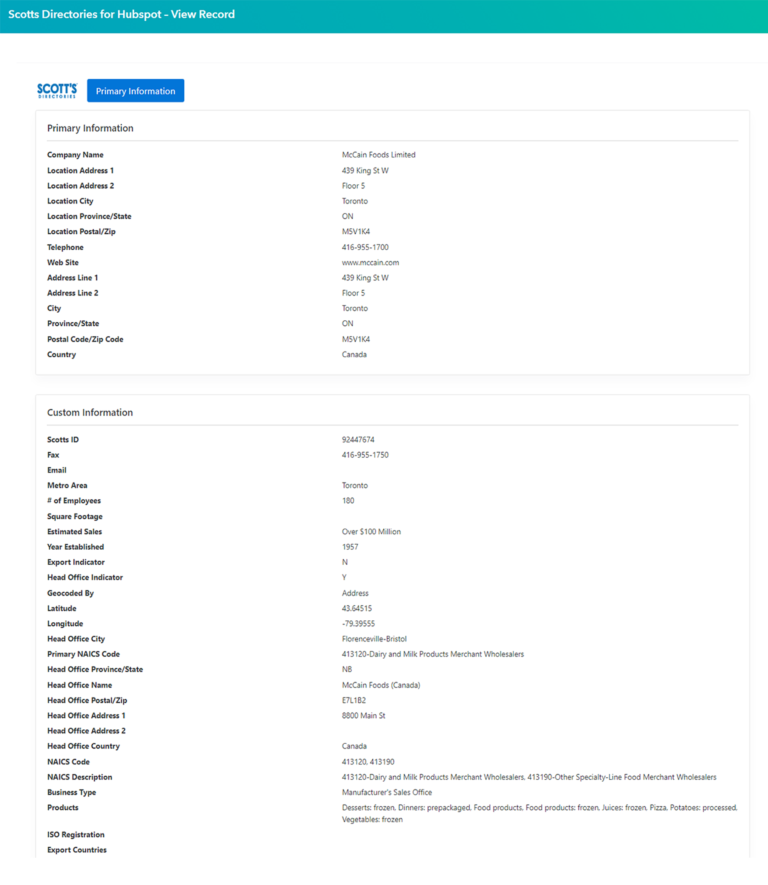 Scotts Directories for Hubspot - View Record
SCOTT'S
DIRECTORIES
Primary Information
Primary Information
Company Name McCain Foods Limited
Location Address 1 439 King St W
Location Address 2 Floor 5
Location City Toronto
Location Province/State ON
Location Postal/Zip M5V1K4
Telephone 416-955-1700
Web Site www.mccain.com
Address Line 1 439 King St W
Address Line 2 Floor 5
City Toronto
Province/State ON
Postal Code/Zip Code M5V1K4
Country Canada
Custom Information
Scotts ID 92447674
Fax 416-955-1750
Email
Metro Area Toronto
# of Employees 180
Square Footage
Estimated Sales Over $100 Million
Year Established 1957
Export Indicator N
Head Office Indicator Y
Geocoded By Address
Latitude 43.64515
Longitude -79.39555
Head Office City Florenceville-Bristol
Primary NAICS Code 413120-Dairy and Milk Products Merchant Wholesalers
Head Office Province/State NB
Head Office Name McCain Foods (Canada)
Head Office Postal/Zip E7L1B2
Head Office Address 1 8800 Main St
Head Office Address 2
Head Office Country Canada
NAICS Code 413120, 413190
NAICS Description 413120-Dairy and Milk Products Merchant Wholesalers, 413190-Other Specialty-Line Food Merchant Wholesalers
Business Type Manufacturer's Sales Office
Products Desserts: frozen, Dinners: prepackaged, Food products, Food products: frozen, Juices: frozen, Pizza, Potatoes: processed,
Vegetables: frozen
ISO Registration
Export Countries